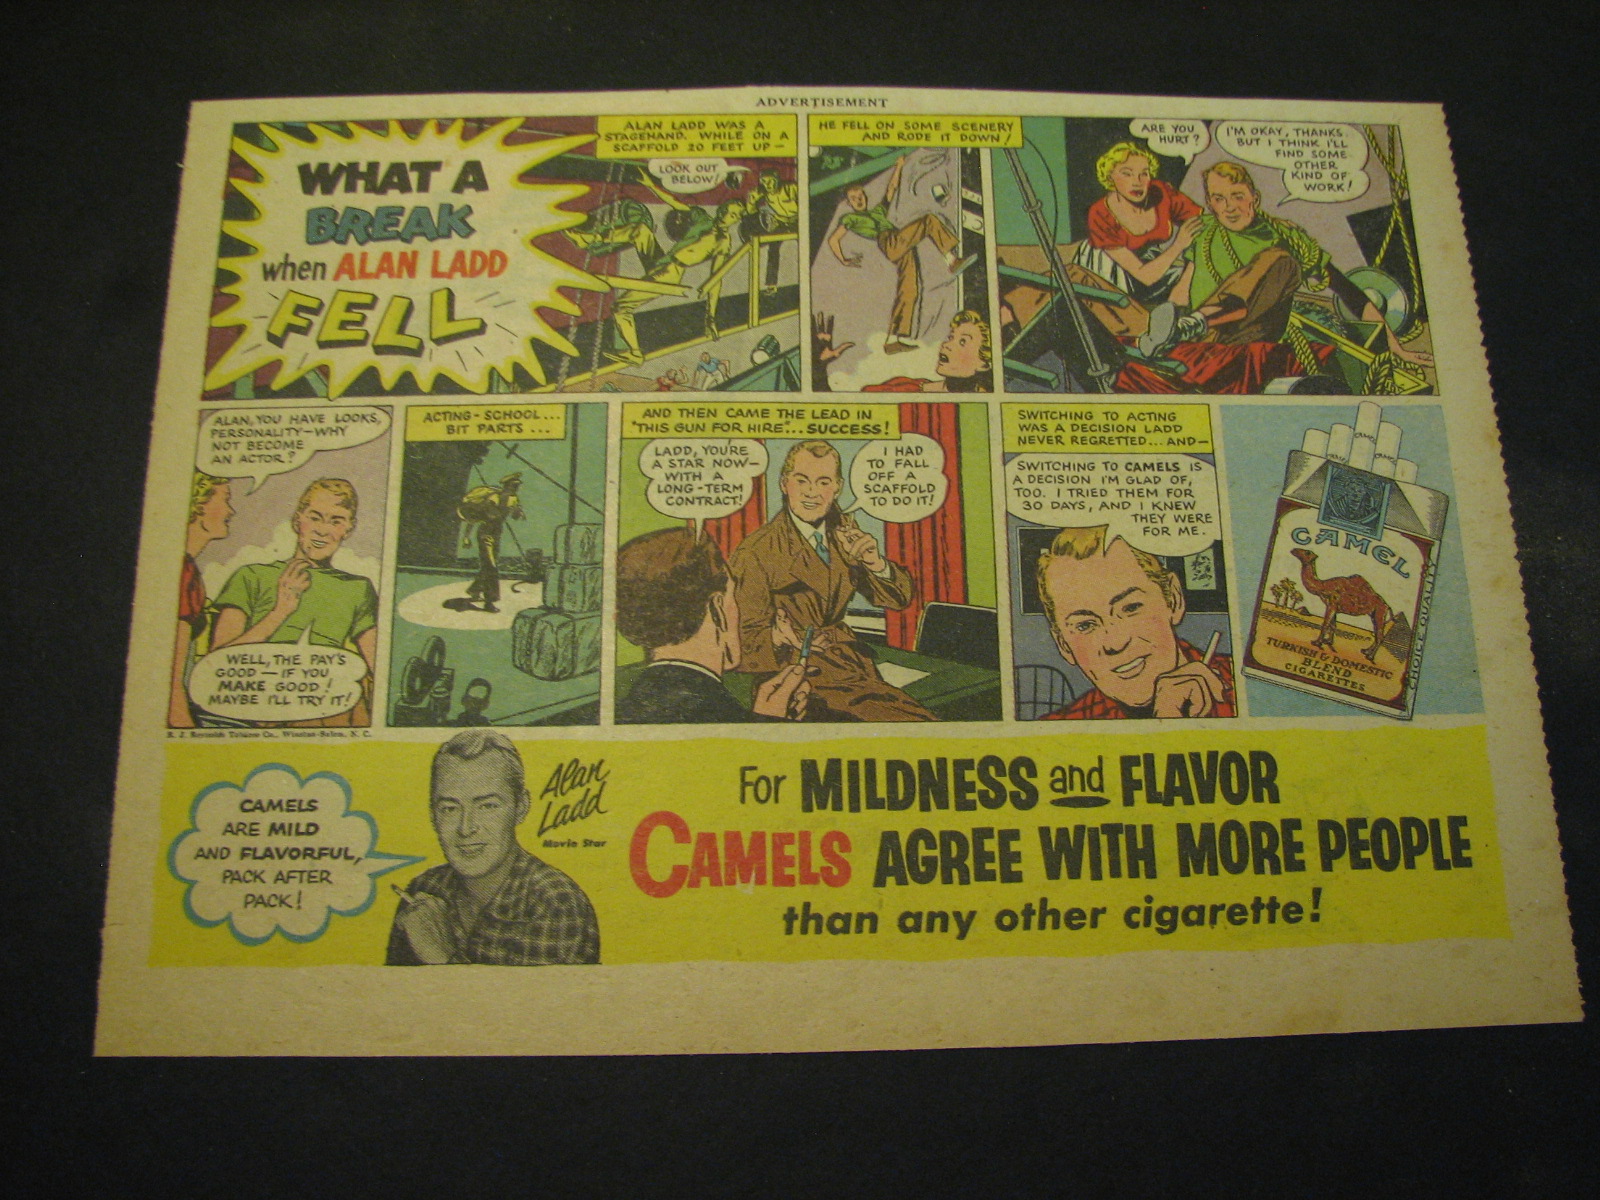 ADVERTISEMENT
WHAT A
BREAK
when ALAN LADD
FELL
ALAN LADD WAS A
STAGEHAND. WHILE ON A
SCAFFOLD 20 FEET UP—
LOOK OUT
BELOW!
HE FELL ON SOME SCENERY
AND RODE IT DOWN!
ARE YOU
HURT?
I'M OKAY, THANKS.
BUT I THINK I'LL
FIND SOME
OTHER
KIND OF
WORK!
ALAN, YOU HAVE LOOKS,
PERSONALITY—WHY
NOT BECOME
AN ACTOR?
WELL, THE PAY'S
GOOD—IF YOU
MAKE GOOD!
MAYBE I'LL TRY IT!
ACTING-SCHOOL...
BIT PARTS...
AND THEN CAME THE LEAD IN
"THIS GUN FOR HIRE"... SUCCESS!
LADD, YOU'RE
A STAR NOW—
WITH A
LONG-TERM
CONTRACT!
I HAD
TO FALL
OFF A
SCAFFOLD
TO DO IT!
SWITCHING TO ACTING
WAS A DECISION LADD
NEVER REGRETTED...AND—
SWITCHING TO CAMELS IS
A DECISION I'M GLAD OF,
TOO. I TRIED THEM FOR
30 DAYS, AND I KNEW
THEY WERE
FOR ME.
CAMEL
CAMEL
CAMEL
TURKISH & DOMESTIC
BLEND
CIGARETTES
CHOICE QUALITY
R. J. Reynolds Tobacco Co., Winston-Salem, N. C.
CAMELS
ARE MILD
AND FLAVORFUL,
PACK AFTER
PACK!
Alan
Ladd
Movie Star
For MILDNESS and FLAVOR
CAMELS AGREE WITH MORE PEOPLE
than any other cigarette!